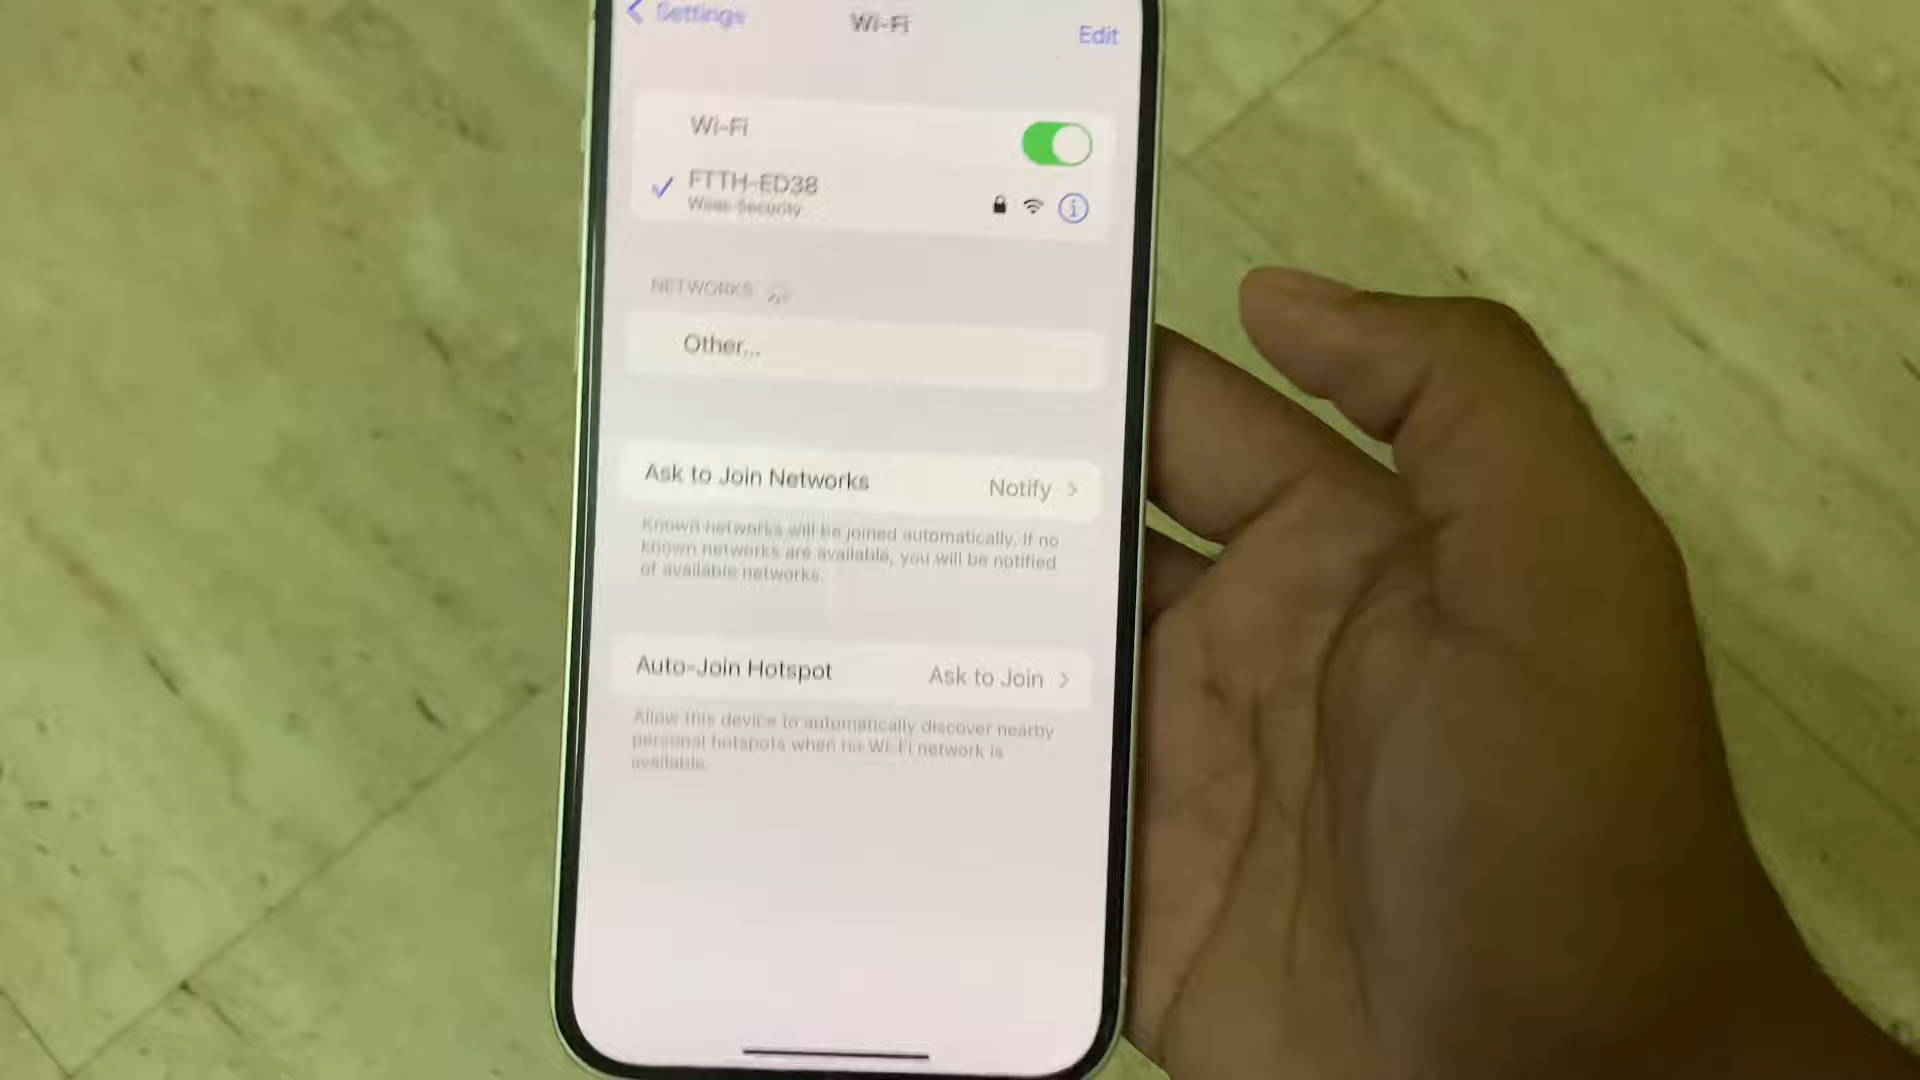 Settings
Wi-Fi
Edit
Wi-Fi
FTTH-ED38
Weak Security
NETWORKS
Other...
Ask to Join Networks
Notify
Known networks will be joined automatically. If no
known networks are available, you will be notified
of available networks.
Auto-Join Hotspot
Ask to Join
Allow this device to automatically discover nearby
personal hotspots when no Wi-Fi network is
available.